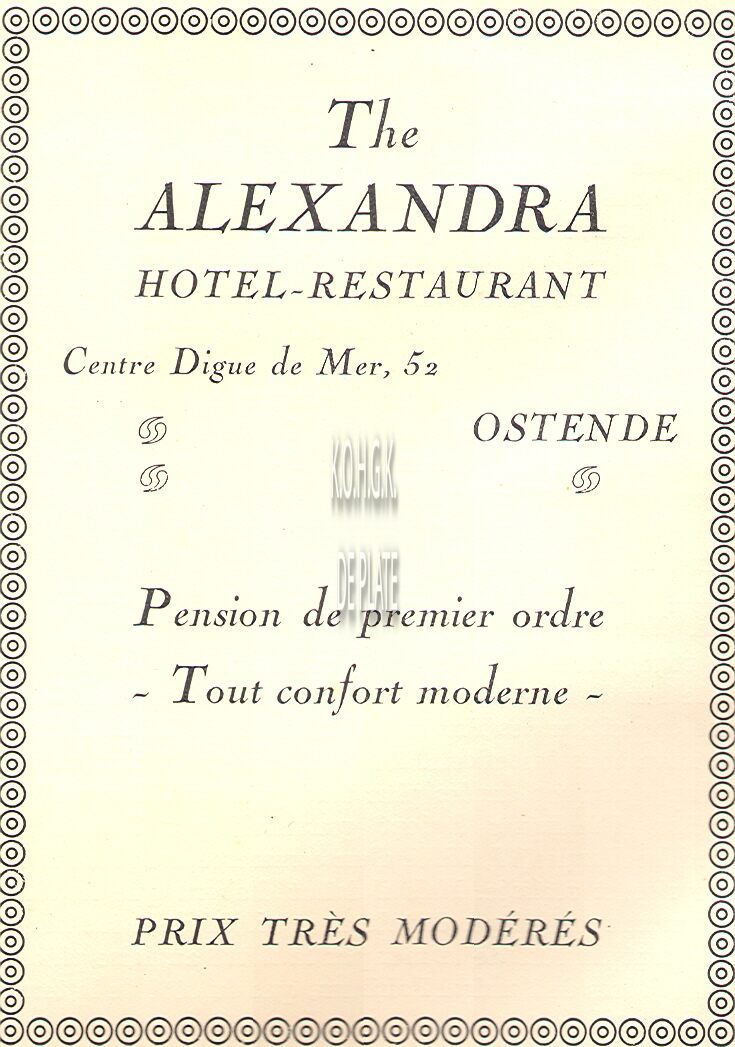 The
ALEXANDRA
HOTEL-RESTAURANT
Centre Digue de Mer, 52
OSTENDE
K.O.H.G.K.
DE PLATE
Pension de premier ordre
~ Tout confort moderne ~
PRIX TRÈS MODÉRÉS